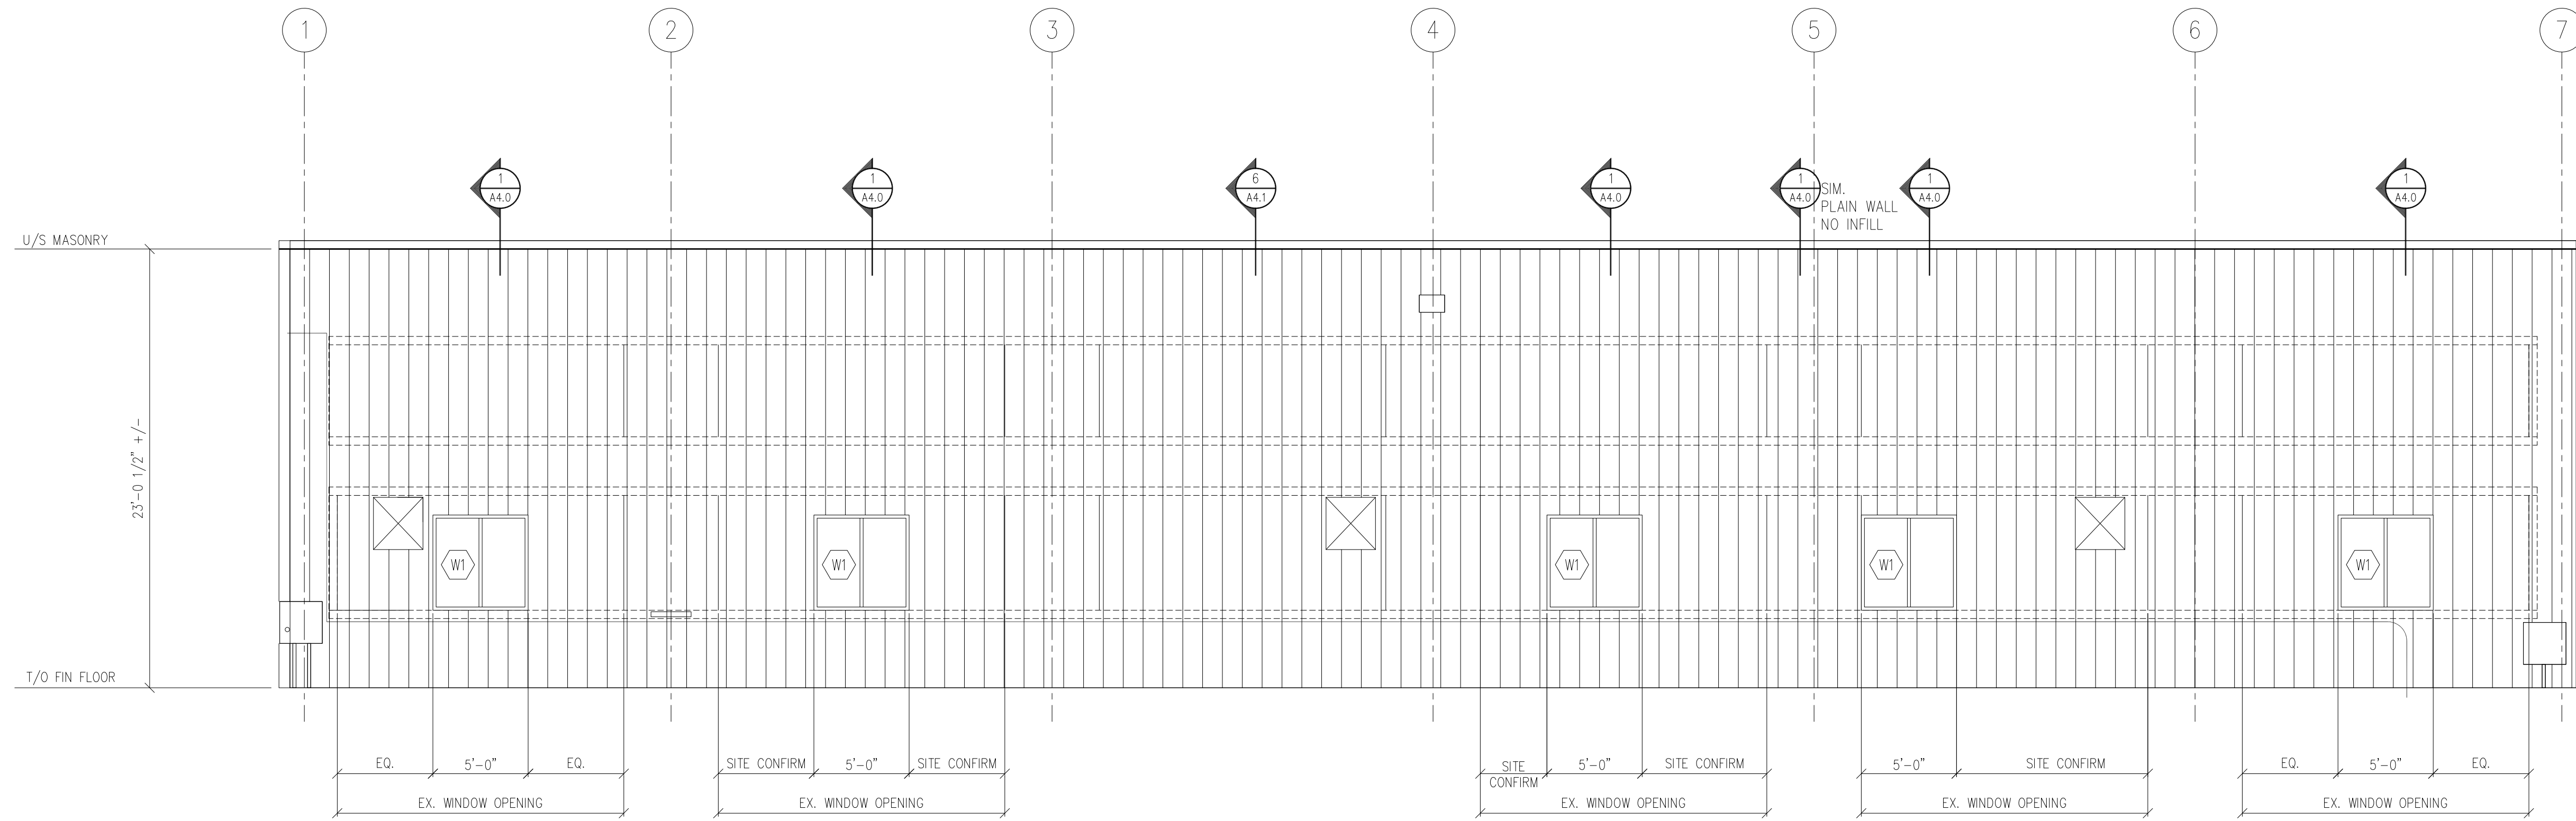 1 2 3 4 5 6 7
1 1 6 1 1 1 1
A4.0 A4.0 A4.1 A4.0 A4.0 A4.0 A4.0
SIM.
PLAIN WALL
NO INFILL
U/S MASONRY
23'-0 1/2" +/-
W1 W1 W1 W1 W1
T/O FIN FLOOR
EQ. 5'-0" EQ. SITE CONFIRM 5'-0" SITE CONFIRM SITE 5'-0" SITE CONFIRM 5'-0" SITE CONFIRM EQ. 5'-0" EQ.
CONFIRM
EX. WINDOW OPENING EX. WINDOW OPENING EX. WINDOW OPENING EX. WINDOW OPENING EX. WINDOW OPENING